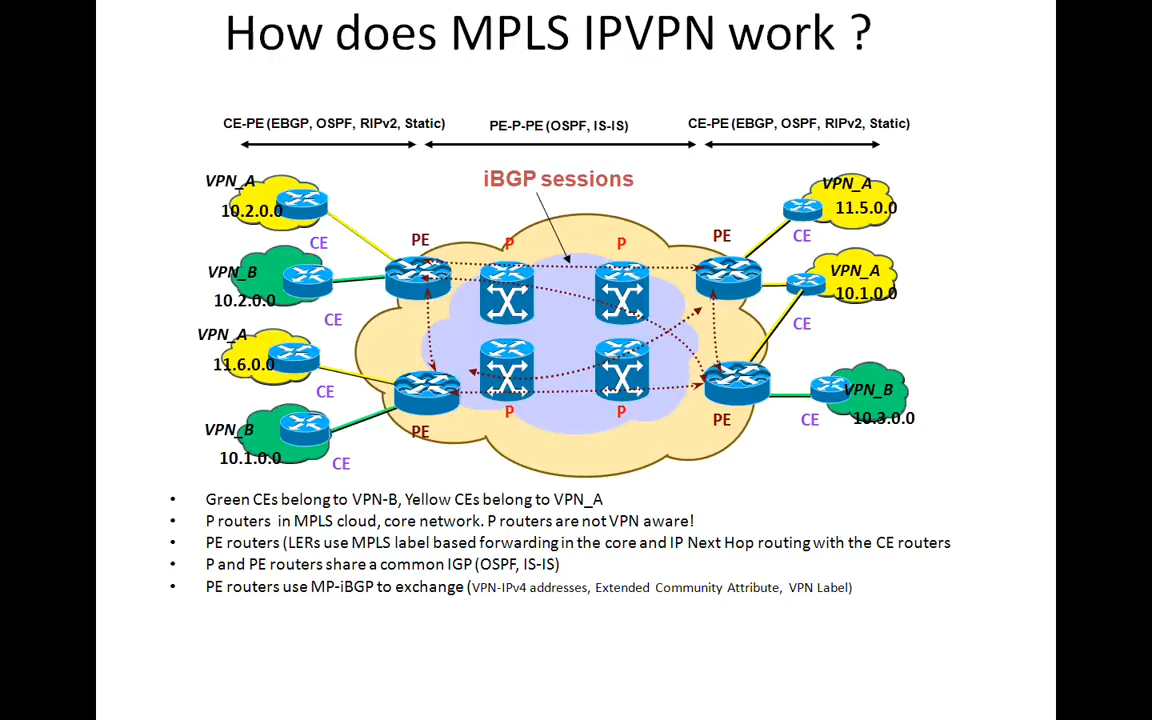 How does MPLS IPVPN work ?
CE-PE (EBGP, OSPF, RIPv2, Static)
PE-P-PE (OSPF, IS-IS)
CE-PE (EBGP, OSPF, RIPv2, Static)
iBGP sessions
VPN_A
10.2.0.0
CE
VPN_B
10.2.0.0
CE
VPN_A
11.6.0.0
CE
VPN_B
10.1.0.0
CE
PE
P
P
PE
PE
P
P
PE
VPN_A
11.5.0.0
CE
VPN_A
10.1.0.0
CE
VPN_B
10.3.0.0
CE
• Green CEs belong to VPN-B, Yellow CEs belong to VPN_A
• P routers in MPLS cloud, core network. P routers are not VPN aware!
• PE routers (LERs use MPLS label based forwarding in the core and IP Next Hop routing with the CE routers
• P and PE routers share a common IGP (OSPF, IS-IS)
• PE routers use MP-iBGP to exchange (VPN-IPv4 addresses, Extended Community Attribute, VPN Label)